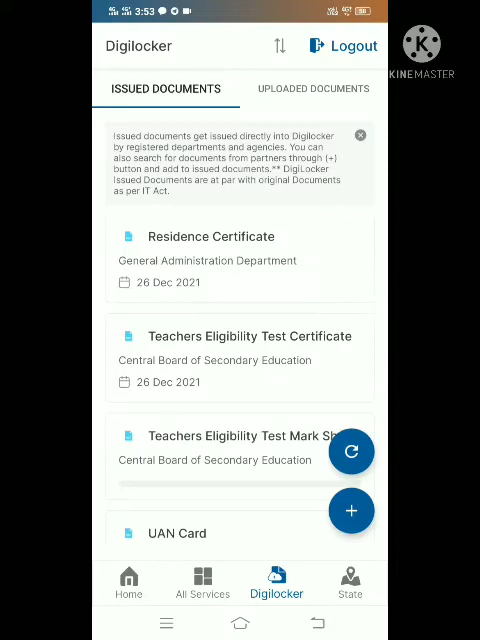 3:53
Digilocker
Logout
K
KINEMASTER
ISSUED DOCUMENTS
UPLOADED DOCUMENTS
Issued documents get issued directly into Digilocker
by registered departments and agencies. You can
also search for documents from partners through (+)
button and add to issued documents.** DigiLocker
Issued Documents are at par with original Documents
as per IT Act.
Residence Certificate
General Administration Department
26 Dec 2021
Teachers Eligibility Test Certificate
Central Board of Secondary Education
26 Dec 2021
Teachers Eligibility Test Mark Sh
Central Board of Secondary Education
UAN Card
Home
All Services
Digilocker
State